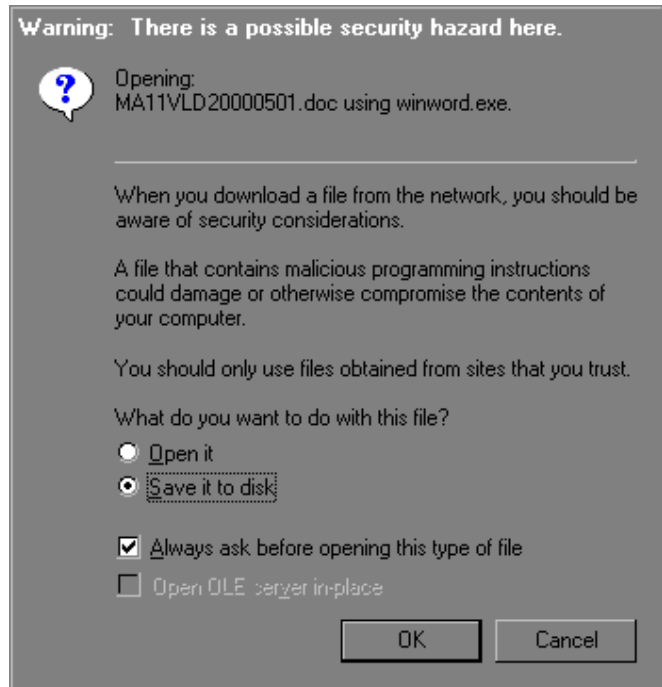 Warning: There is a possible security hazard here.
Opening:
MA11VLD20000501.doc using winword.exe.
When you download a file from the network, you should be
aware of security considerations.
A file that contains malicious programming instructions
could damage or otherwise compromise the contents of
your computer.
You should only use files obtained from sites that you trust.
What do you want to do with this file?
Open it
Save it to disk
Always ask before opening this type of file
Open OLE server in-place
OK Cancel